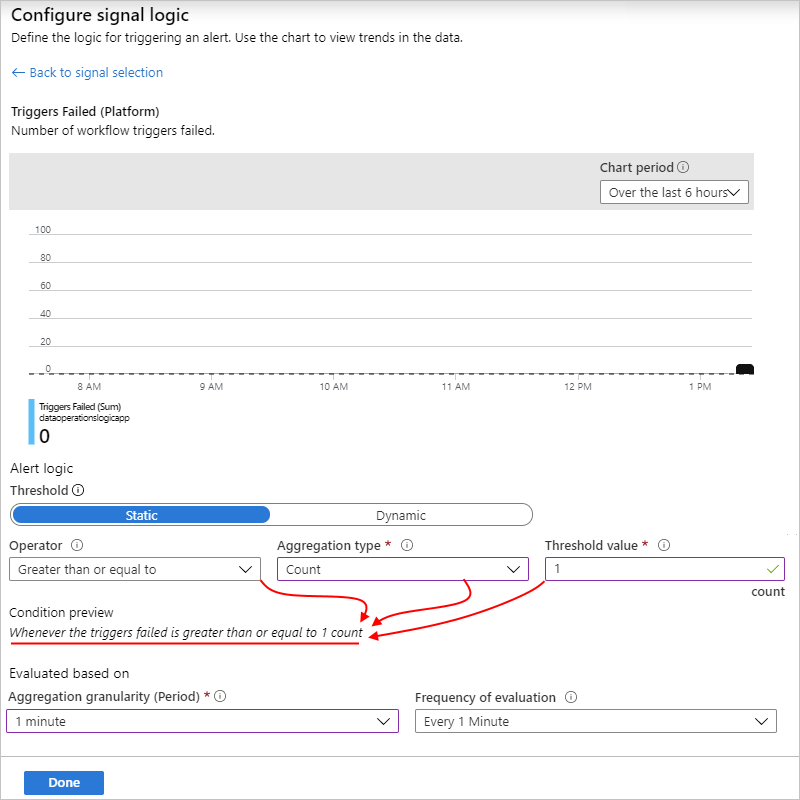 Configure signal logic
Define the logic for triggering an alert. Use the chart to view trends in the data.
← Back to signal selection
Triggers Failed (Platform)
Number of workflow triggers failed.
Chart period
Over the last 6 hours
100
80
60
40
20
0
8 AM 9 AM 10 AM 11 AM 12 PM 1 PM
Triggers Failed (Sum)
dataoperationslogicapp
0
Alert logic
Threshold
Static Dynamic
Operator Aggregation type * Threshold value *
Greater than or equal to Count 1
count
Condition preview
Whenever the triggers failed is greater than or equal to 1 count
Evaluated based on
Aggregation granularity (Period) * Frequency of evaluation
1 minute Every 1 Minute
Done